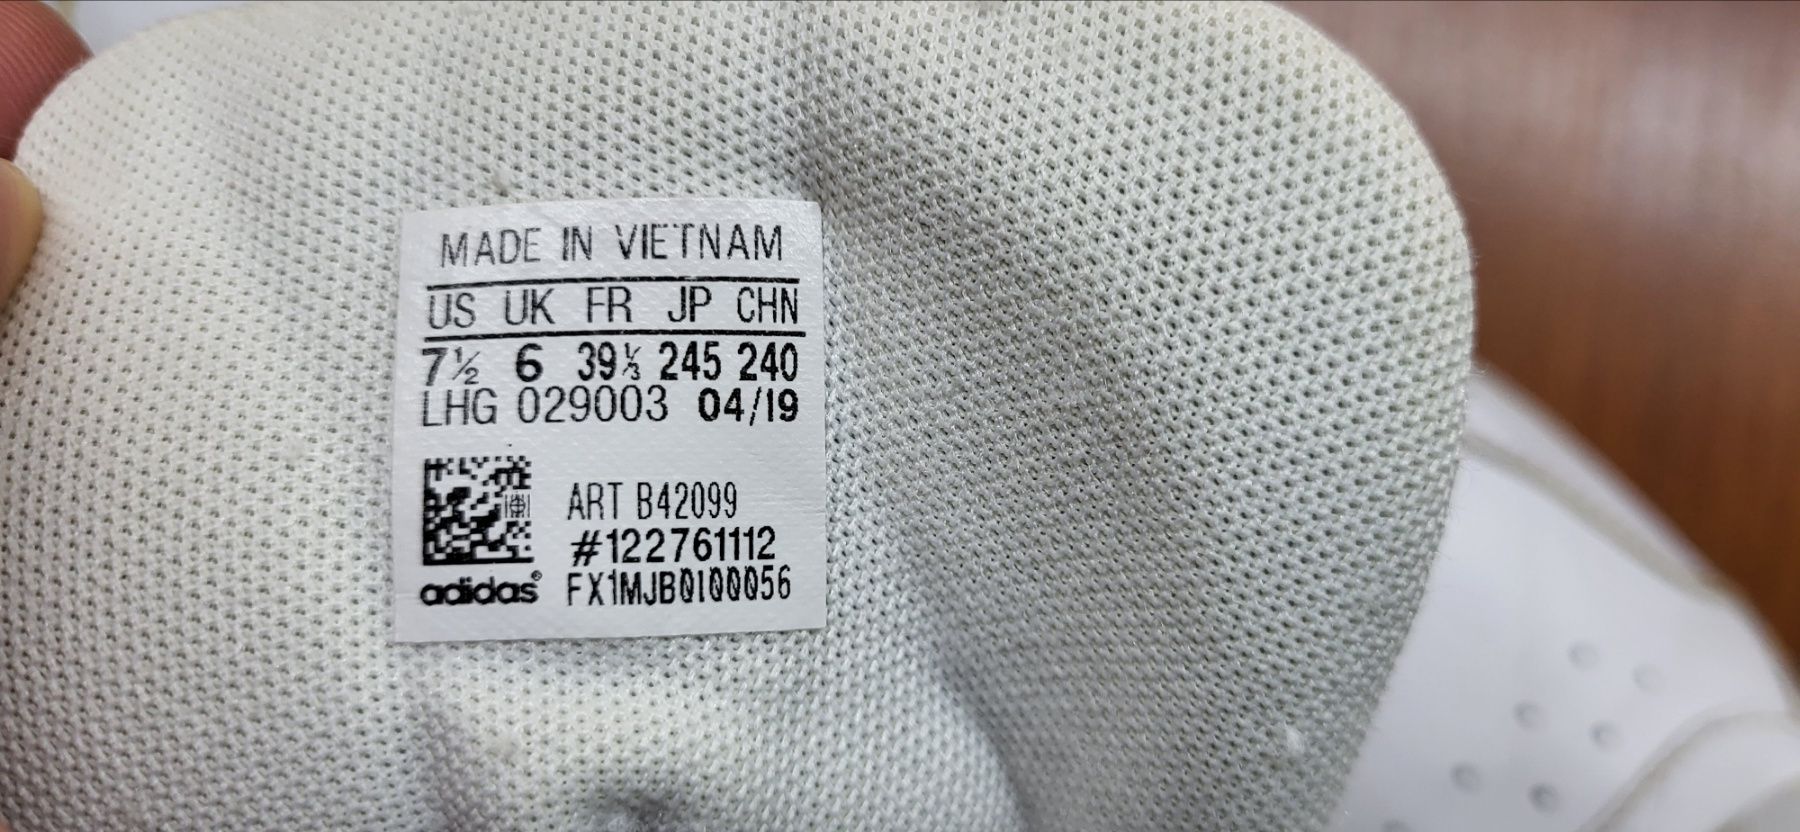 MADE IN VIETNAM
US UK FR JP CHN
7½ 6 39⅓ 245 240
LHG 029003 04/19
ART B42099
#122761112
adidas® FX1MJB0100056